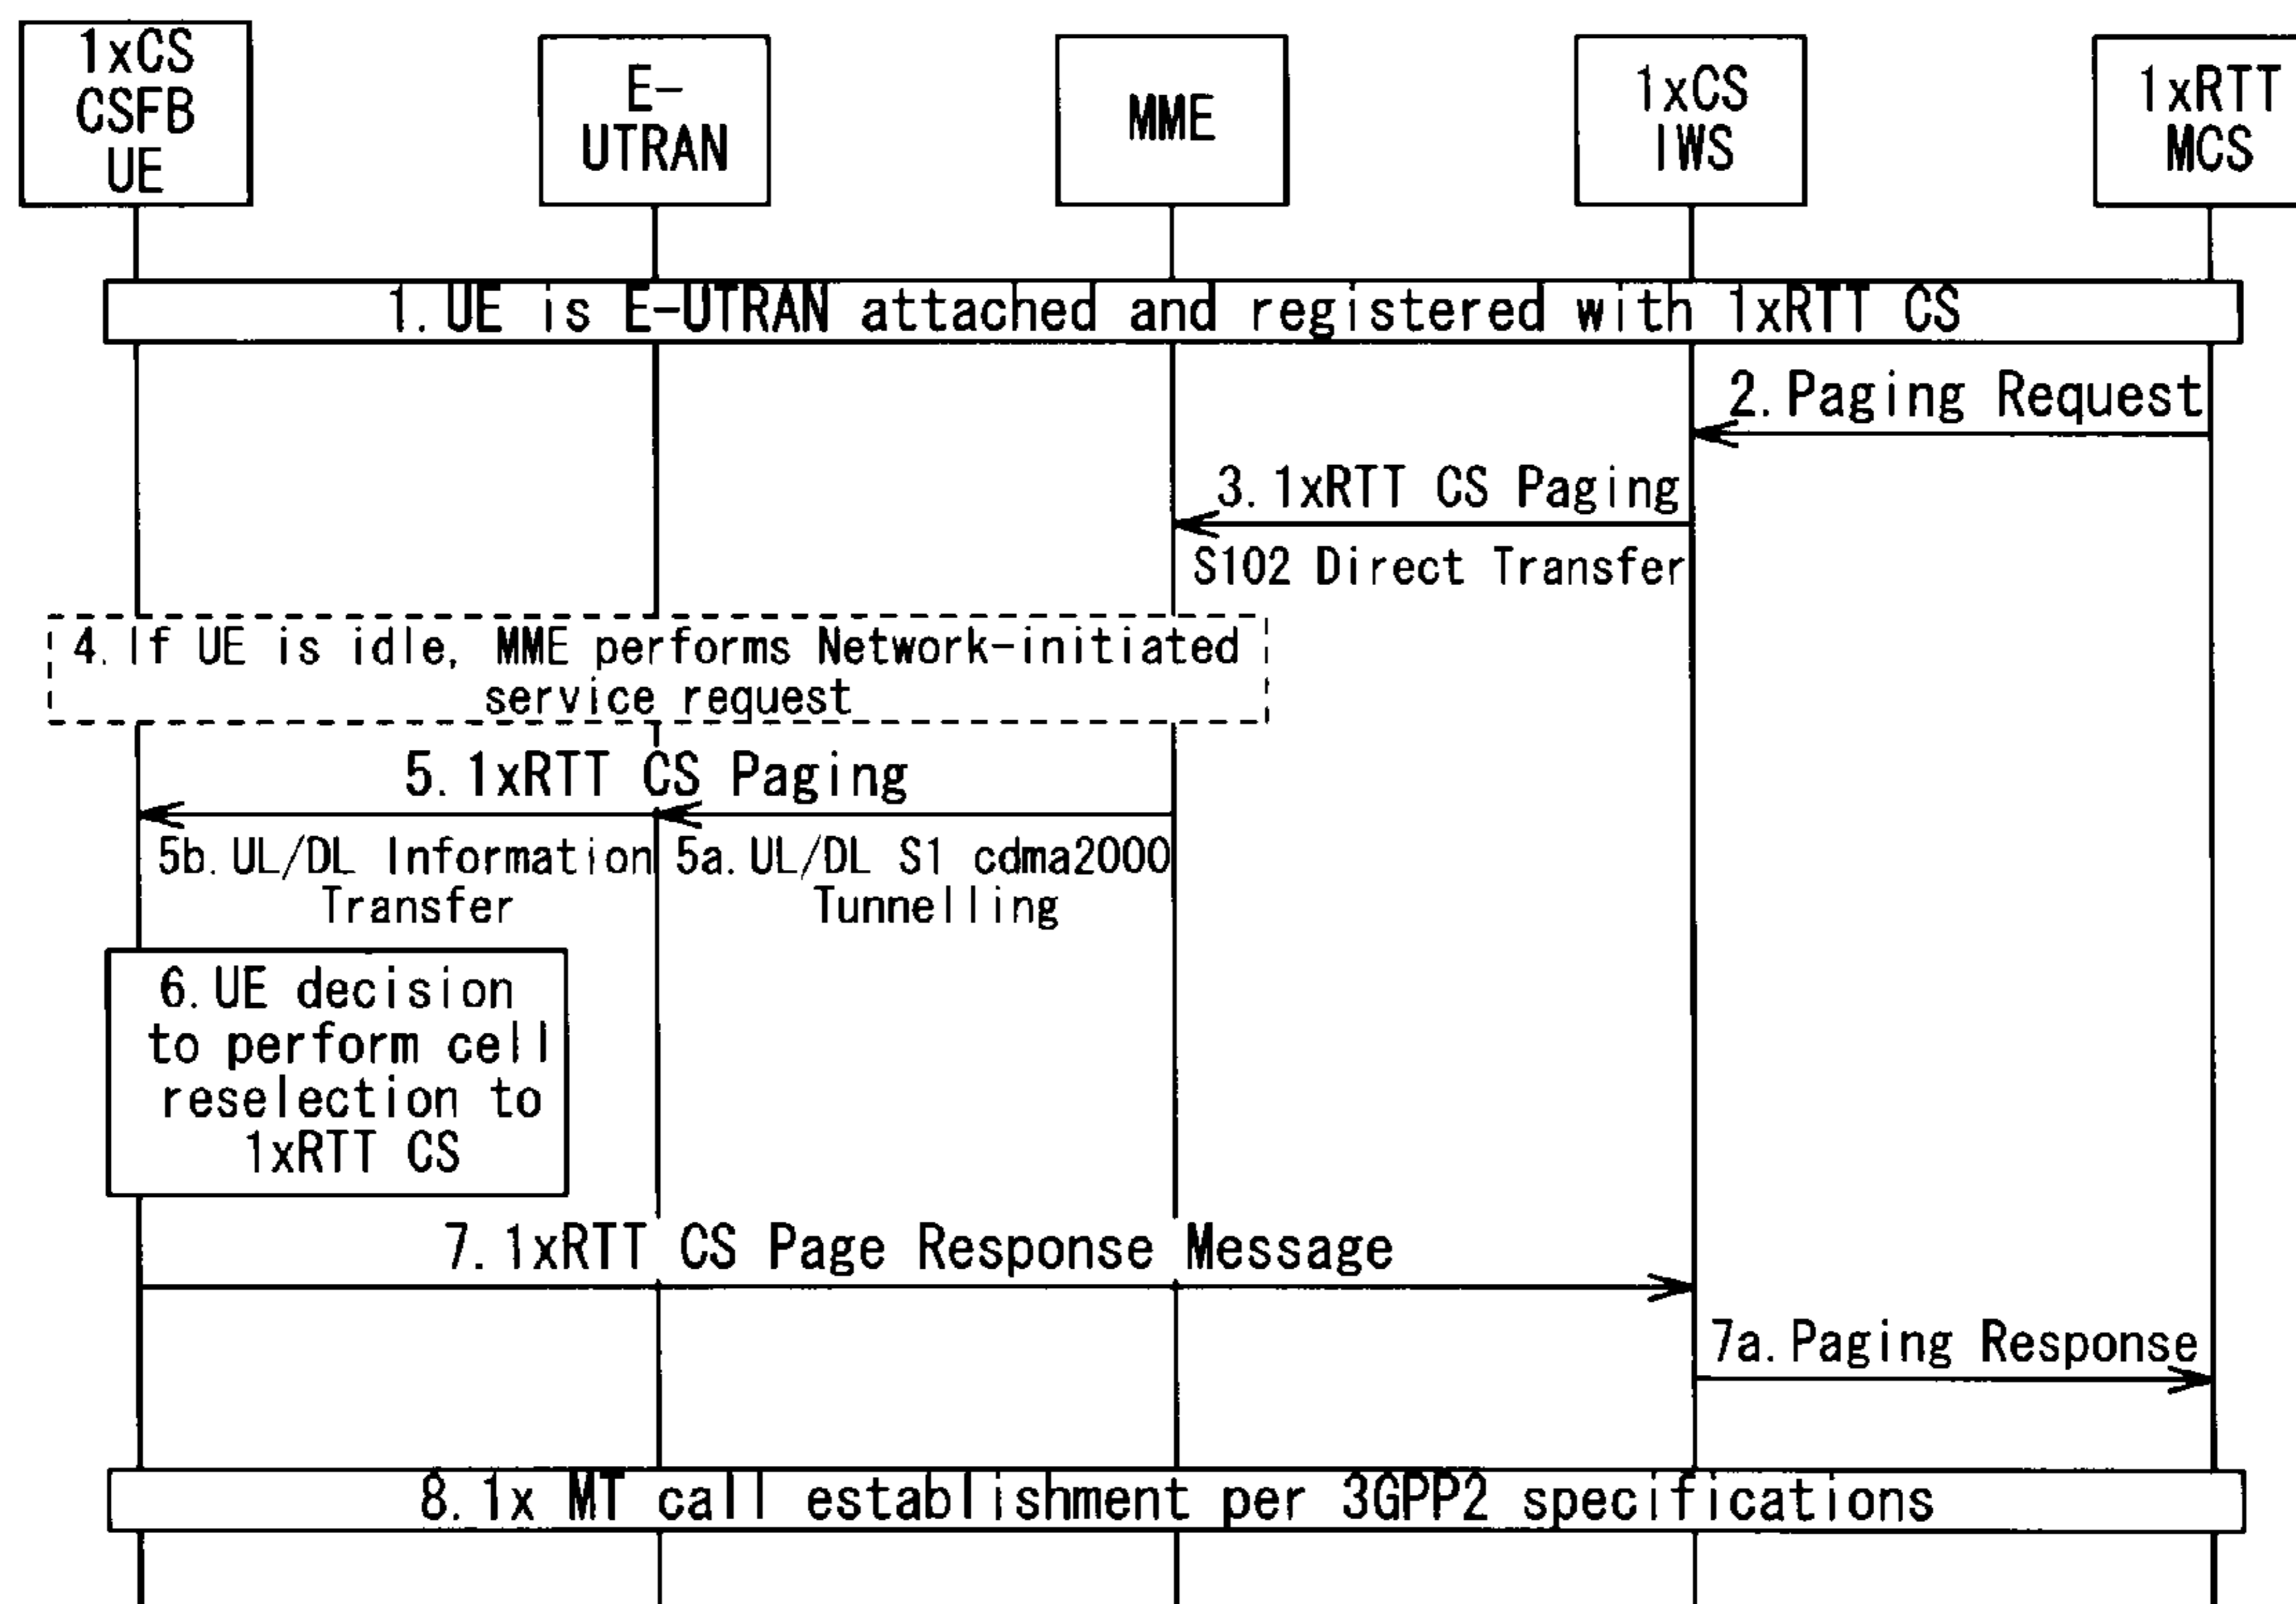 1xCS
CSFB
UE
E-
UTRAN
MME
1xCS
IWS
1xRTT
MCS
1. UE is E-UTRAN attached and registered with 1xRTT CS
2. Paging Request
3. 1xRTT CS Paging
S102 Direct Transfer
4. If UE is idle, MME performs Network-initiated
service request
5. 1xRTT CS Paging
5b. UL/DL Information
Transfer
5a. UL/DL S1 cdma2000
Tunnelling
6. UE decision
to perform cell
reselection to
1xRTT CS
7. 1xRTT CS Page Response Message
7a. Paging Response
8. 1x MT call establishment per 3GPP2 specifications